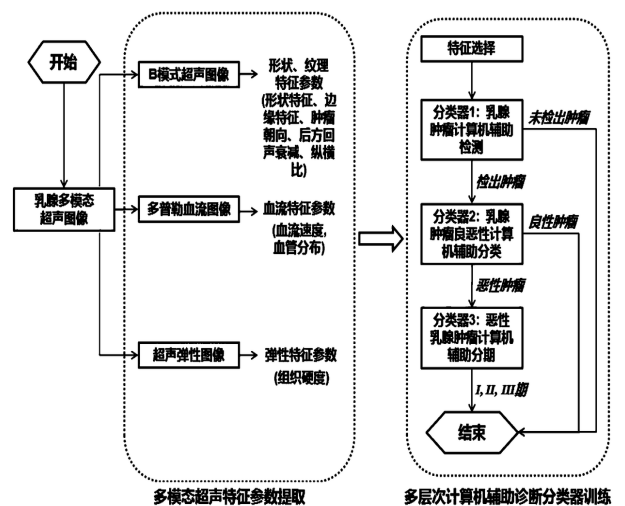 开始
乳腺多模态
超声图像
B模式超声图像
形状、纹理
特征参数
(形状特征、边
缘特征、肿瘤
朝向、后方回
声衰减、纵横
比)
多普勒血流图像
血流特征参数
(血流速度,
血管分布)
超声弹性图像
弹性特征参数
(组织硬度)
多模态超声特征参数提取
特征选择
分类器1：乳腺
肿瘤计算机辅助
检测
未检出肿瘤
检出肿瘤
分类器2：乳腺
肿瘤良恶性计算
机辅助分类
良性肿瘤
恶性肿瘤
分类器3：恶性
乳腺肿瘤计算机
辅助分期
I, II, III期
结束
多层次计算机辅助诊断分类器训练